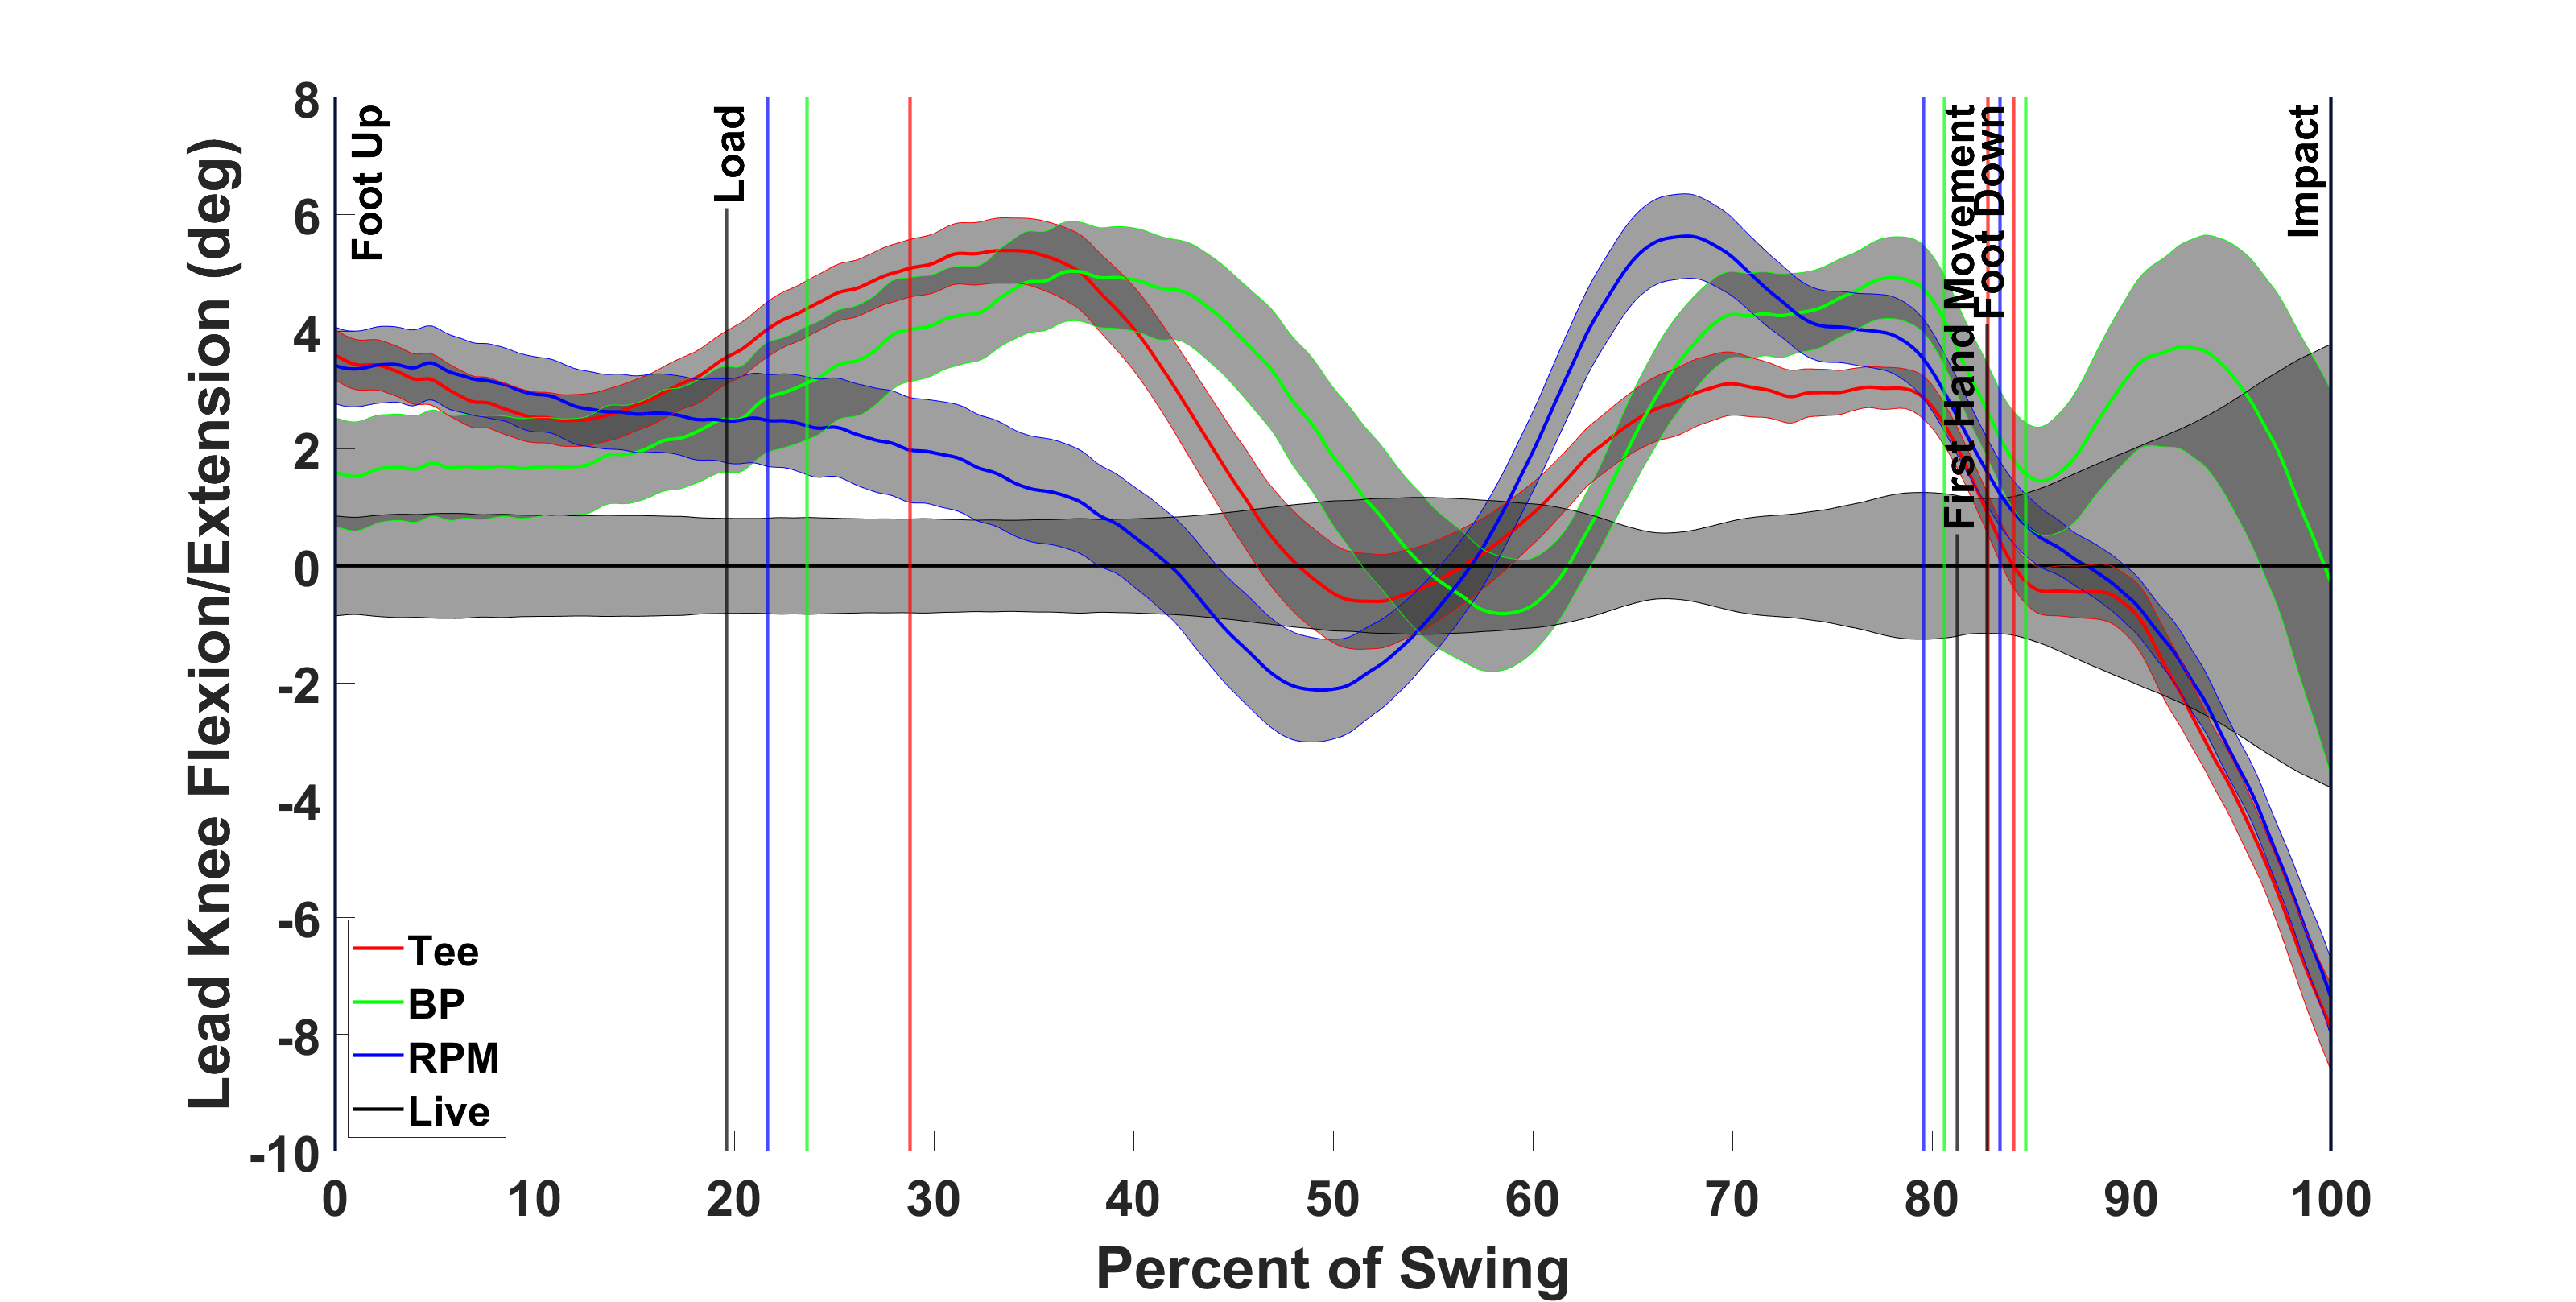 Lead Knee Flexion/Extension (deg)
8
6
4
2
0
-2
-4
-6
-8
-10
Foot Up
Load
First Hand Movement
Foot Down
Impact
Tee
BP
RPM
Live
0 10 20 30 40 50 60 70 80 90 100
Percent of Swing